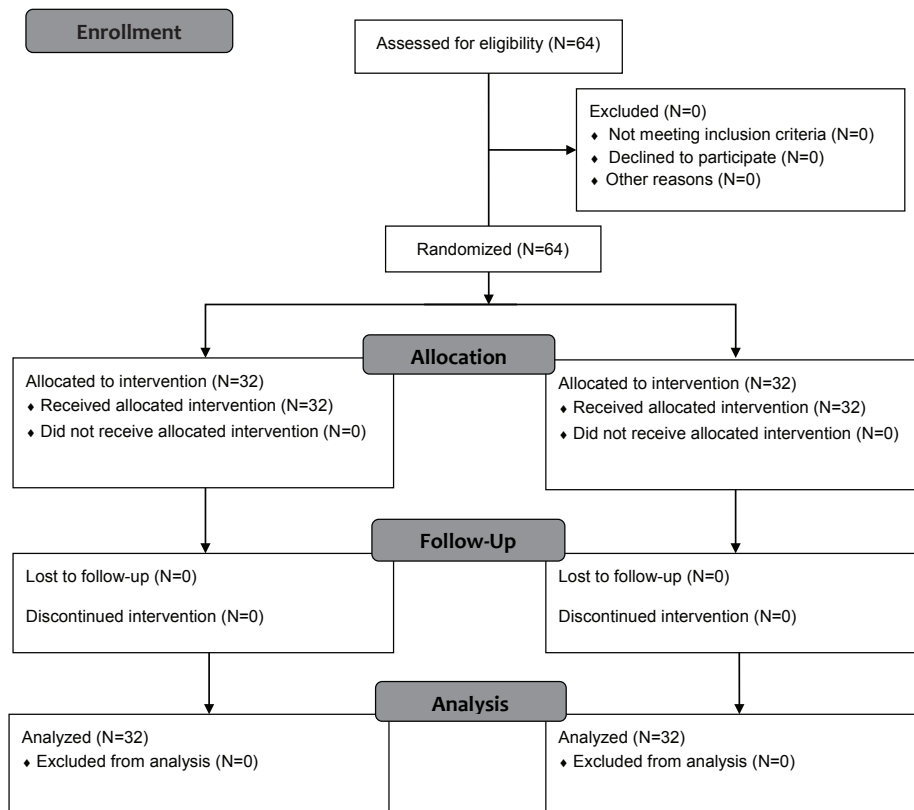 Enrollment
Assessed for eligibility (N=64)
Excluded (N=0)
♦ Not meeting inclusion criteria (N=0)
♦ Declined to participate (N=0)
♦ Other reasons (N=0)
Randomized (N=64)
Allocation
Allocated to intervention (N=32)
♦ Received allocated intervention (N=32)
♦ Did not receive allocated intervention (N=0)
Allocated to intervention (N=32)
♦ Received allocated intervention (N=32)
♦ Did not receive allocated intervention (N=0)
Follow-Up
Lost to follow-up (N=0)
Discontinued intervention (N=0)
Lost to follow-up (N=0)
Discontinued intervention (N=0)
Analysis
Analyzed (N=32)
♦ Excluded from analysis (N=0)
Analyzed (N=32)
♦ Excluded from analysis (N=0)